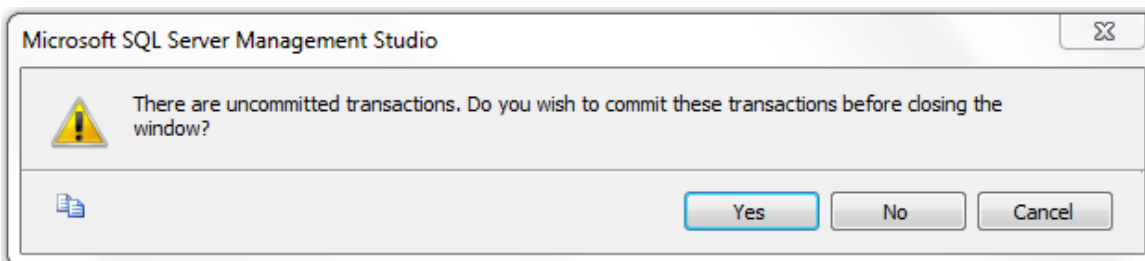 Microsoft SQL Server Management Studio
There are uncommitted transactions. Do you wish to commit these transactions before closing the
window?
Yes No Cancel